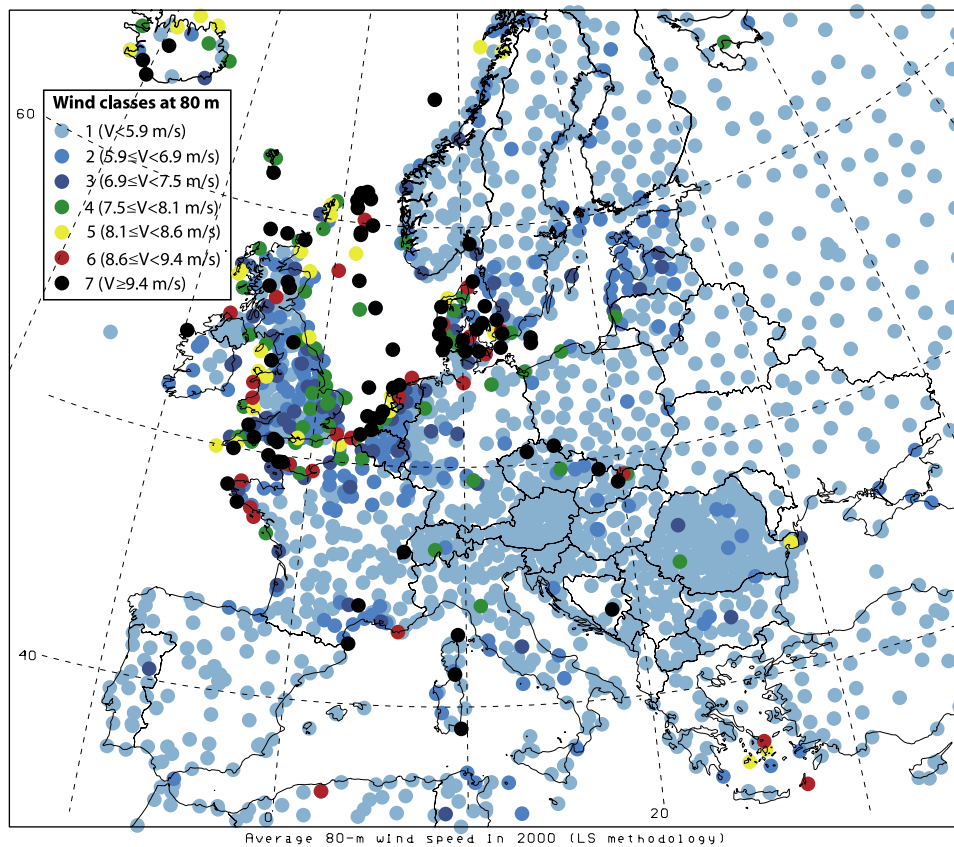 60
Wind classes at 80 m
1 (V<5.9 m/s)
2 (5.9≤V<6.9 m/s)
3 (6.9≤V<7.5 m/s)
4 (7.5≤V<8.1 m/s)
5 (8.1≤V<8.6 m/s)
6 (8.6≤V<9.4 m/s)
7 (V≥9.4 m/s)
40
0
20
Average 80-m wind speed in 2000 (LS methodology)